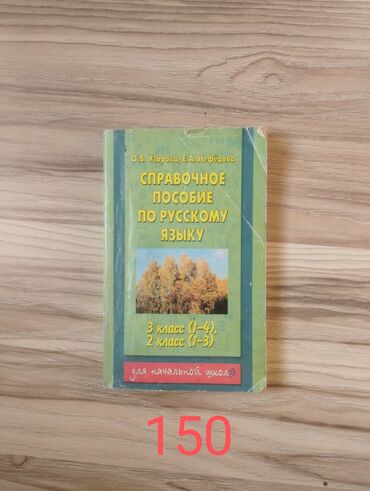 О.В. Узорова, Е.А. Нефёдова
СПРАВОЧНОЕ
ПОСОБИЕ
ПО РУССКОМУ
ЯЗЫКУ
3 класс (1-4),
2 класс (1-3)
для начальной школы
150